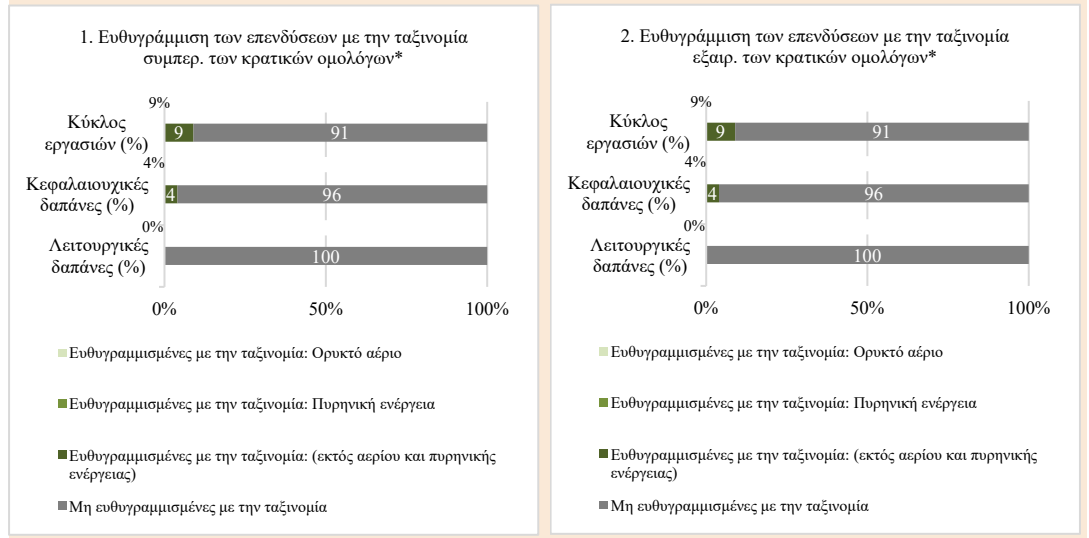 1. Ευθυγράμμιση των επενδύσεων με την ταξινομία
συμπερ. των κρατικών ομολόγων*
9%
Κύκλος
εργασιών (%)
9
91
4%
Κεφαλαιουχικές
δαπάνες (%)
4
96
0%
Λειτουργικές
δαπάνες (%)
100
0%
50%
100%
Ευθυγραμμισμένες με την ταξινομία: Ορυκτό αέριο
Ευθυγραμμισμένες με την ταξινομία: Πυρηνική ενέργεια
Ευθυγραμμισμένες με την ταξινομία: (εκτός αερίου και πυρηνικής
ενέργειας)
Μη ευθυγραμμισμένες με την ταξινομία
2. Ευθυγράμμιση των επενδύσεων με την ταξινομία
εξαιρ. των κρατικών ομολόγων*
9%
Κύκλος
εργασιών (%)
9
91
4%
Κεφαλαιουχικές
δαπάνες (%)
4
96
0%
Λειτουργικές
δαπάνες (%)
100
0%
50%
100%
Ευθυγραμμισμένες με την ταξινομία: Ορυκτό αέριο
Ευθυγραμμισμένες με την ταξινομία: Πυρηνική ενέργεια
Ευθυγραμμισμένες με την ταξινομία: (εκτός αερίου και πυρηνικής
ενέργειας)
Μη ευθυγραμμισμένες με την ταξινομία